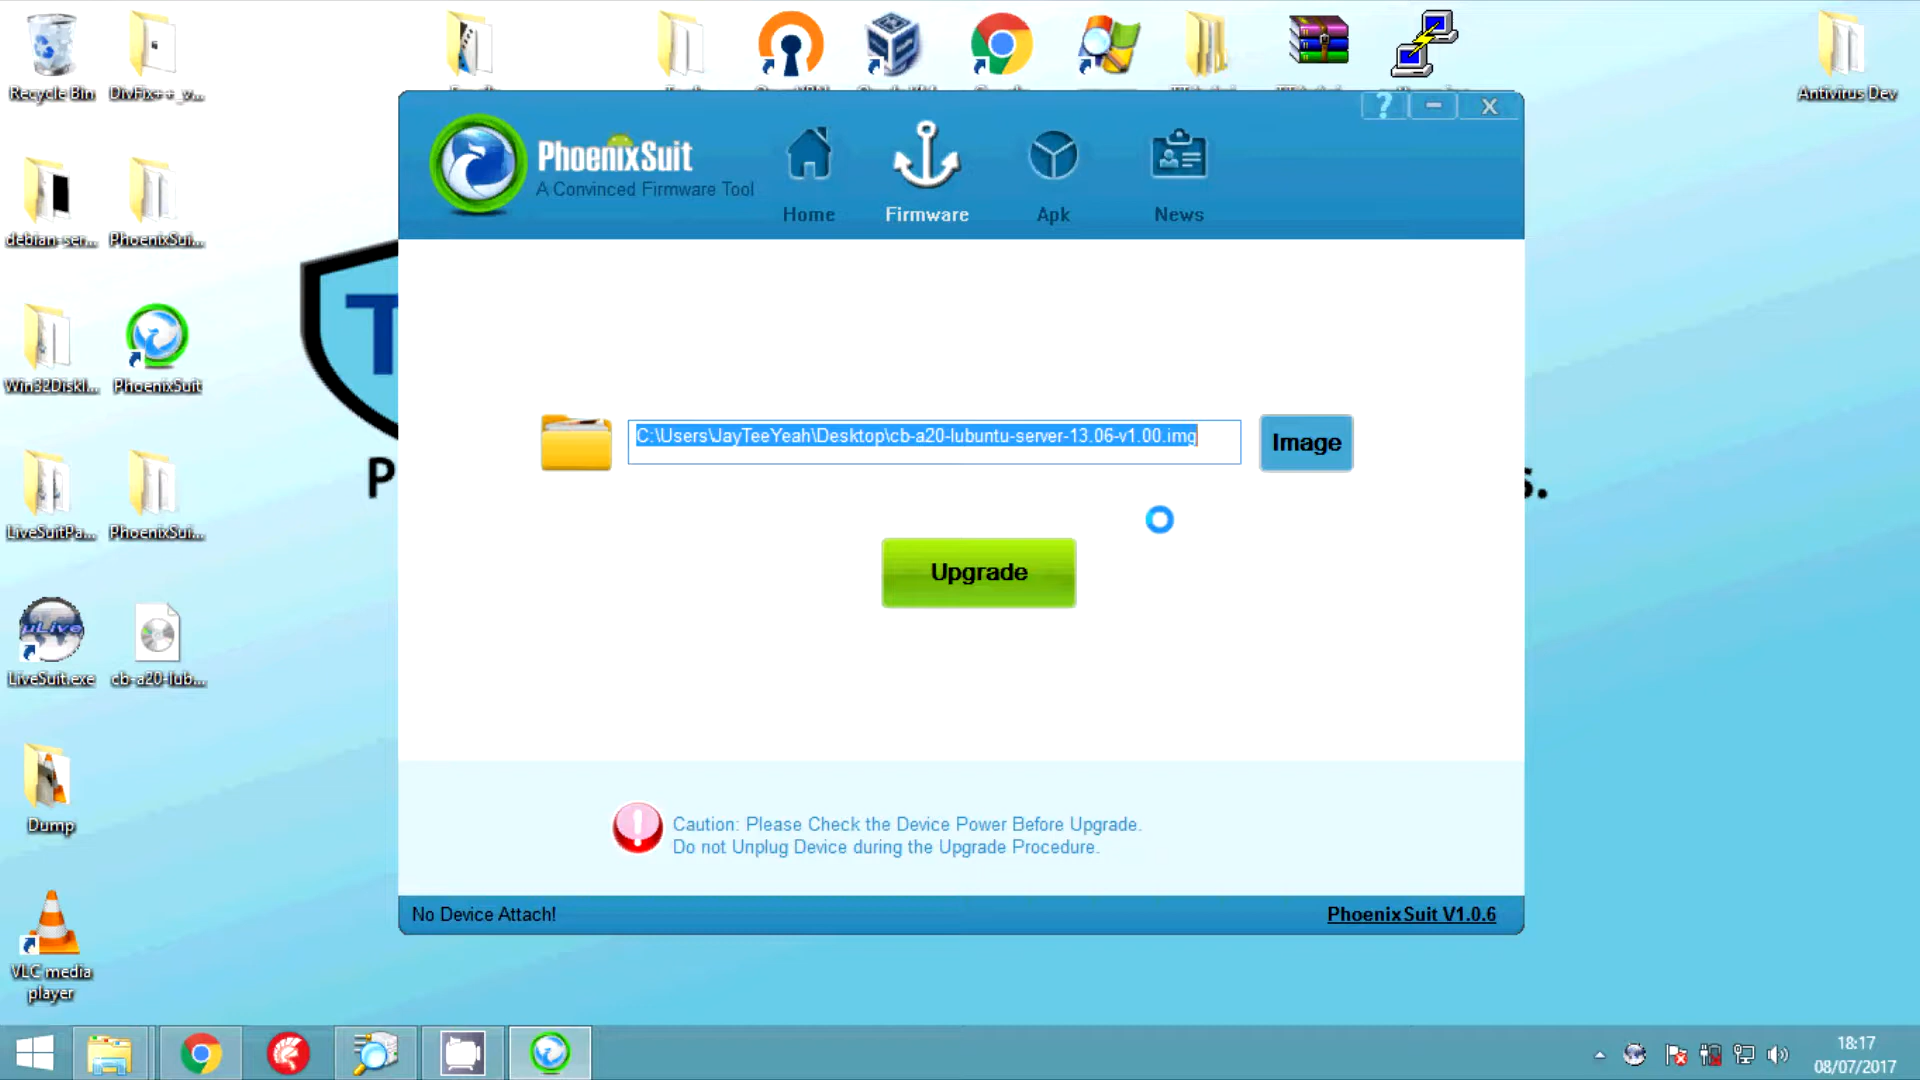 Recycle Bin
DivFix++_v...
Antivirus Dev
PhoenixSuit
A Convinced Firmware Tool
?
X
Home
Firmware
Apk
News
debian-ser...
PhoenixSui...
T
C:\Users\JayTeeYeah\Desktop\cb-a20-lubuntu-server-13.06-v1.00.img
Image
Win32DiskI...
PhoenixSuit
P
s.
LiveSuitPa...
PhoenixSui...
Upgrade
µLive
LiveSuit.exe
cb-a20-lub...
Dump
Caution: Please Check the Device Power Before Upgrade.
Do not Unplug Device during the Upgrade Procedure.
No Device Attach!
PhoenixSuit V1.0.6
VLC media
player
18:17
08/07/2017